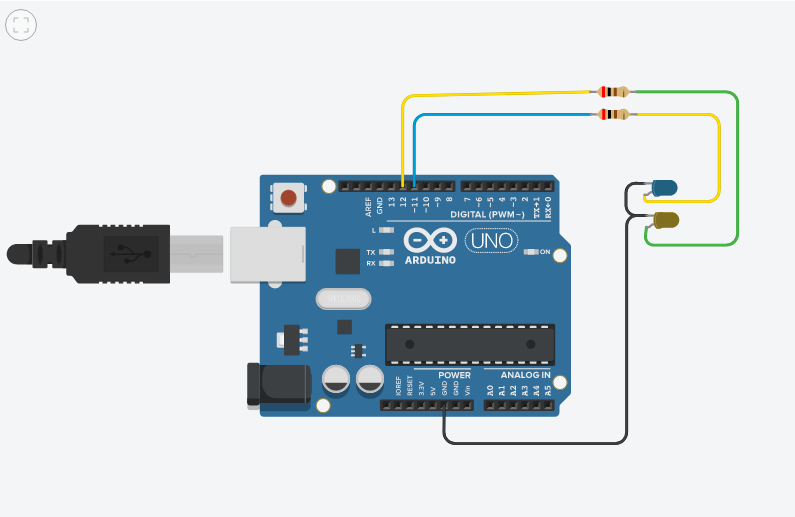 AREF
GND
13
12
~11
~10
~9
8
7
~6
~5
4
~3
2
TX→1
RX←0
DIGITAL (PWM~)
L
TX
RX
ARDUINO
UNO
ON
POWER
ANALOG IN
IOREF
RESET
3.3V
5V
GND
GND
Vin
A0
A1
A2
A3
A4
A5